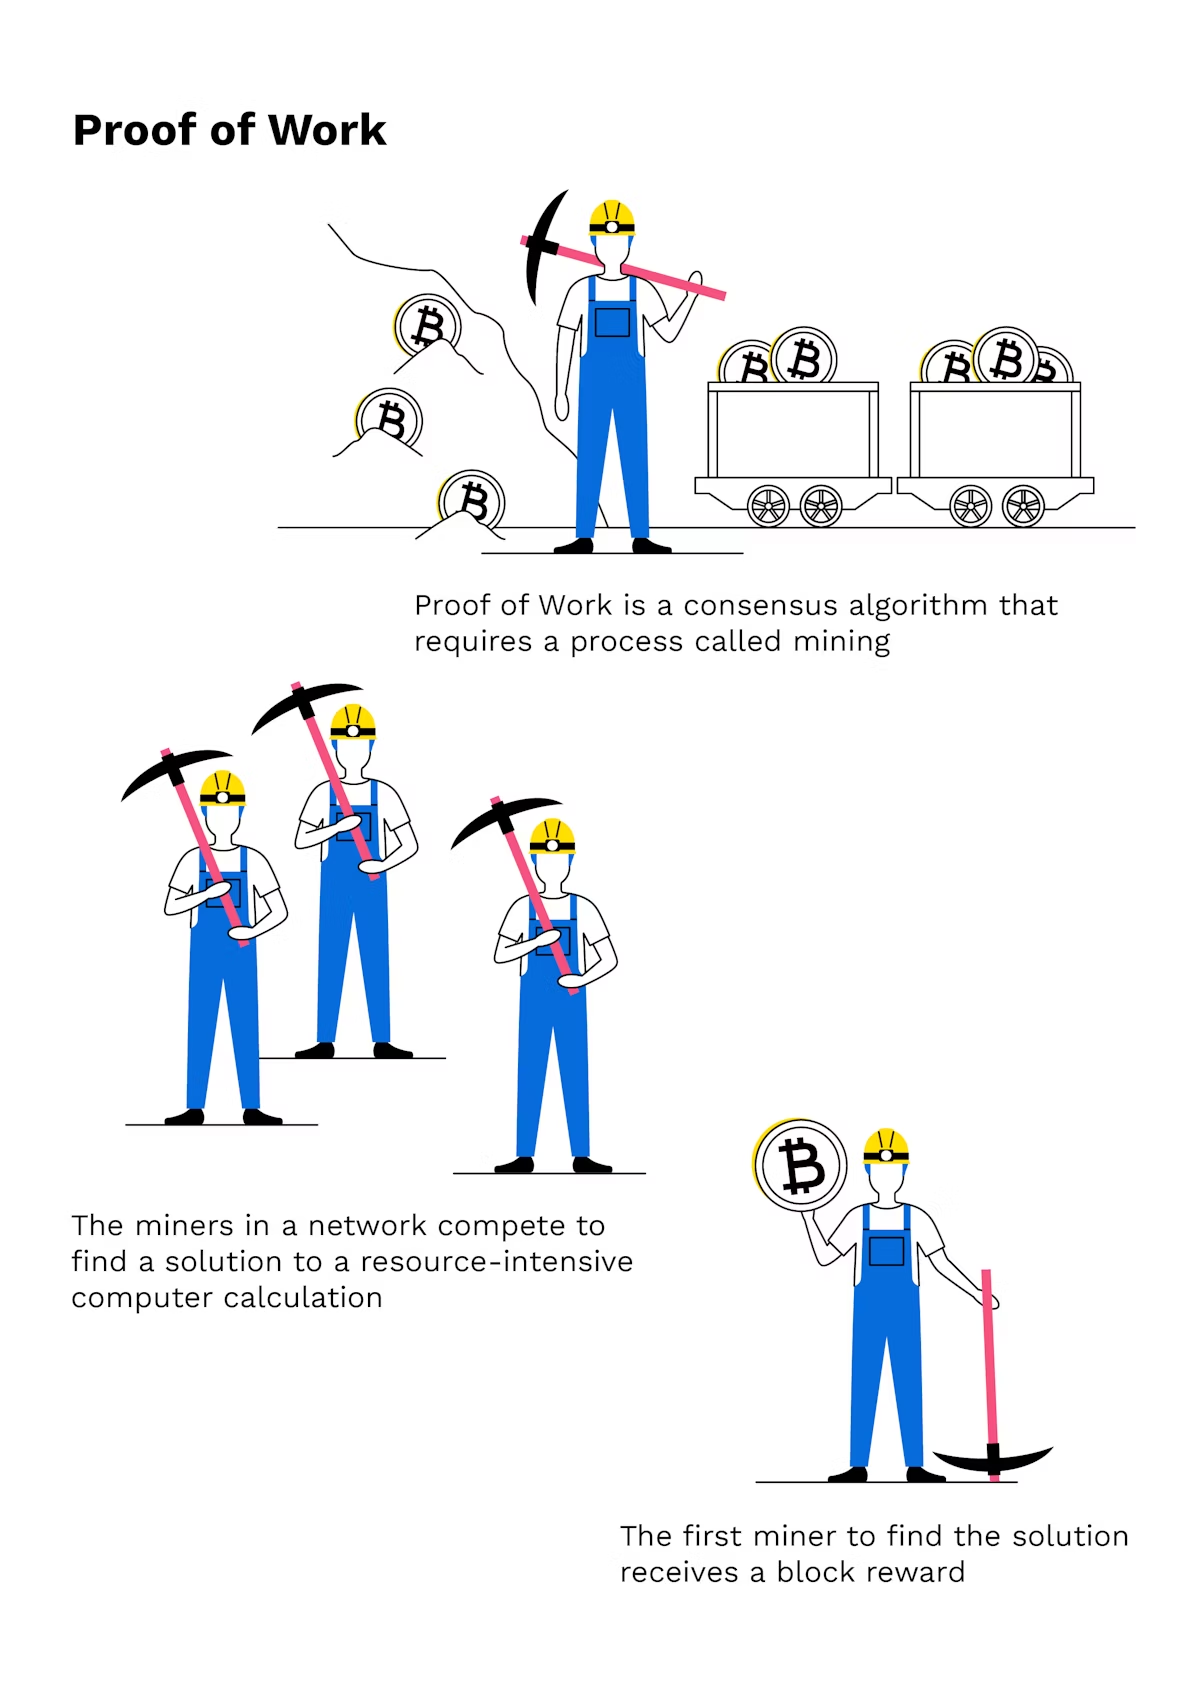 Proof of Work
Proof of Work is a consensus algorithm that
requires a process called mining
The miners in a network compete to
find a solution to a resource-intensive
computer calculation
The first miner to find the solution
receives a block reward